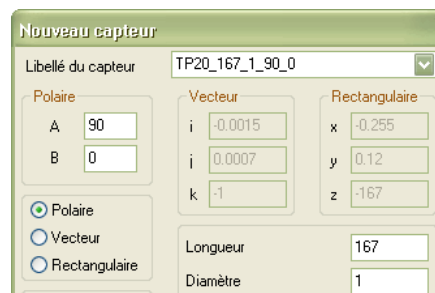 Nouveau capteur
Libellé du capteur TP20_167_1_90_0
Polaire Vecteur Rectangulaire
A 90 i -0.0015 x -0.255
B 0 j 0.0007 y 0.12
k -1 z -167
Polaire
Vecteur
Rectangulaire
Longueur 167
Diamètre 1